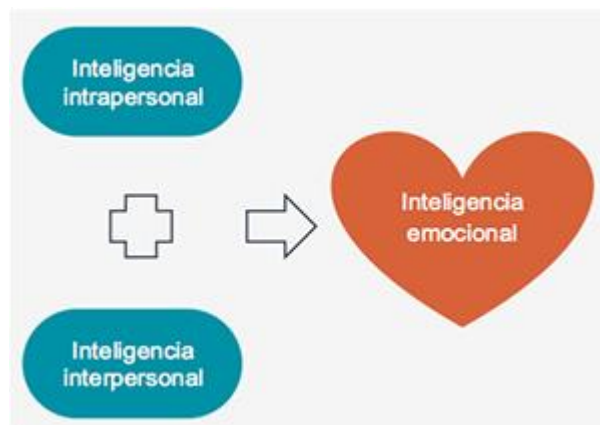 Inteligencia
intrapersonal
Inteligencia
emocional
Inteligencia
interpersonal